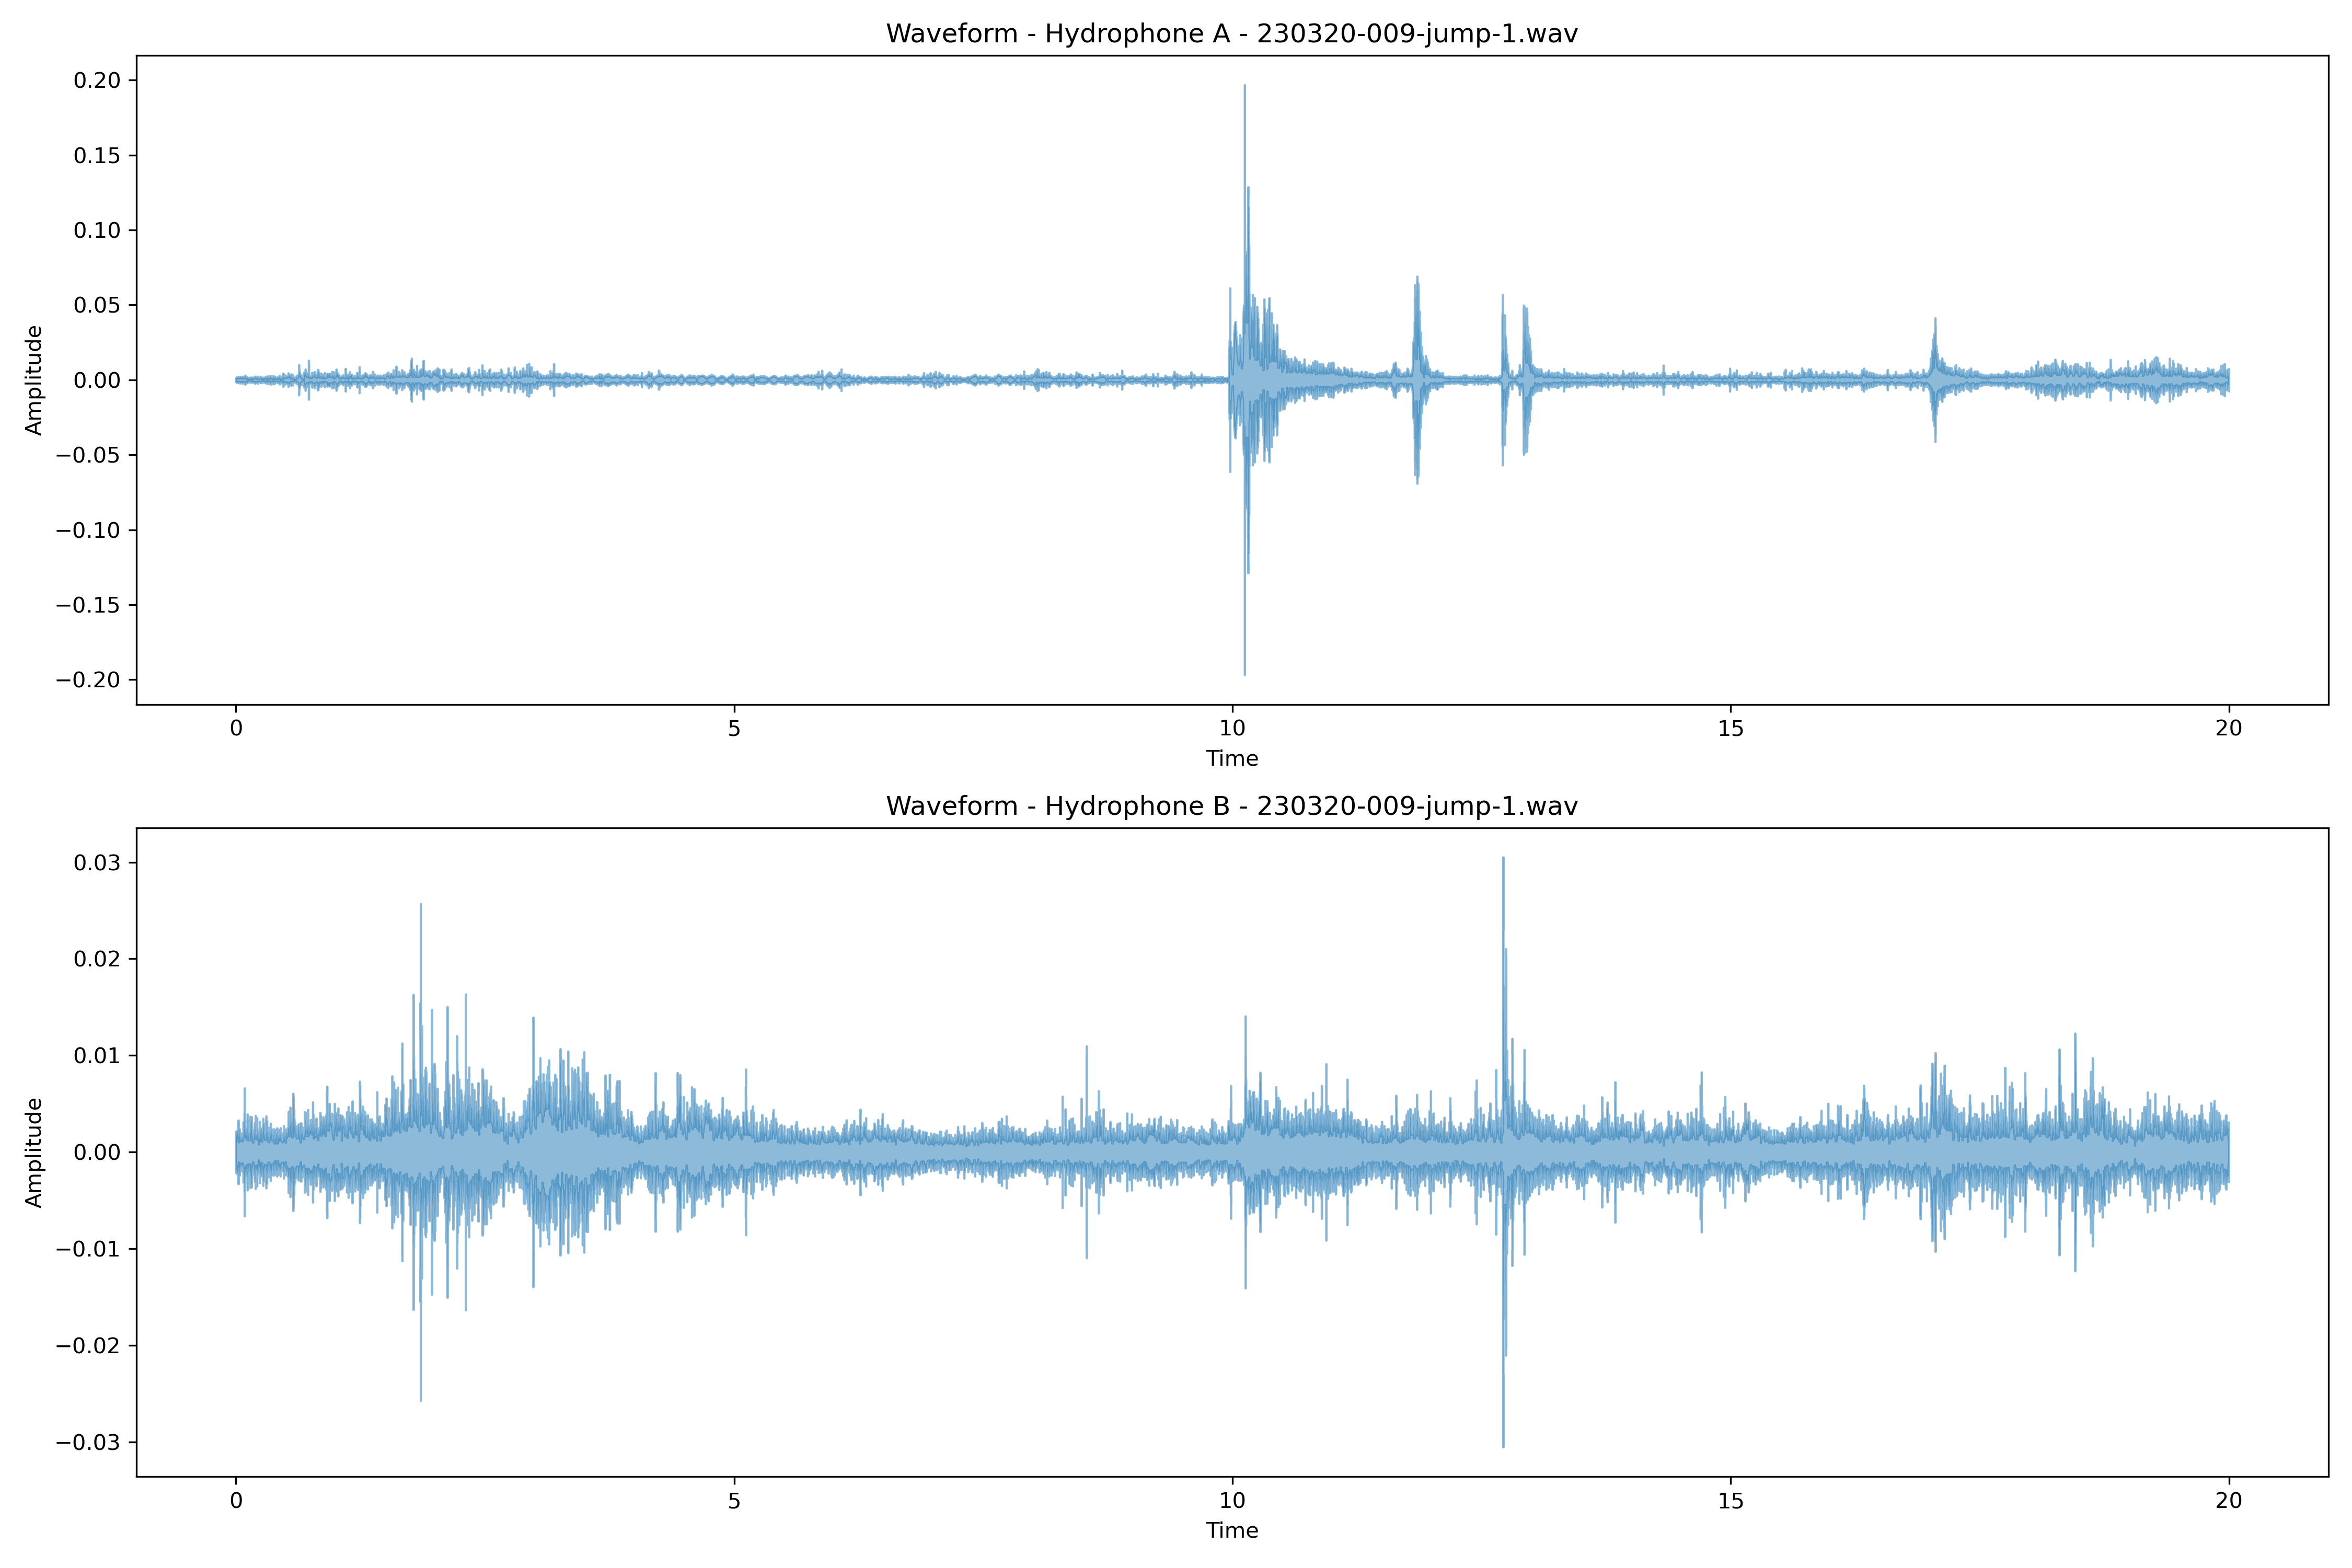 Waveform - Hydrophone A - 230320-009-jump-1.wav
Amplitude
0.20
0.15
0.10
0.05
0.00
−0.05
−0.10
−0.15
−0.20
0 5 10 15 20
Time
Waveform - Hydrophone B - 230320-009-jump-1.wav
Amplitude
0.03
0.02
0.01
0.00
−0.01
−0.02
−0.03
0 5 10 15 20
Time